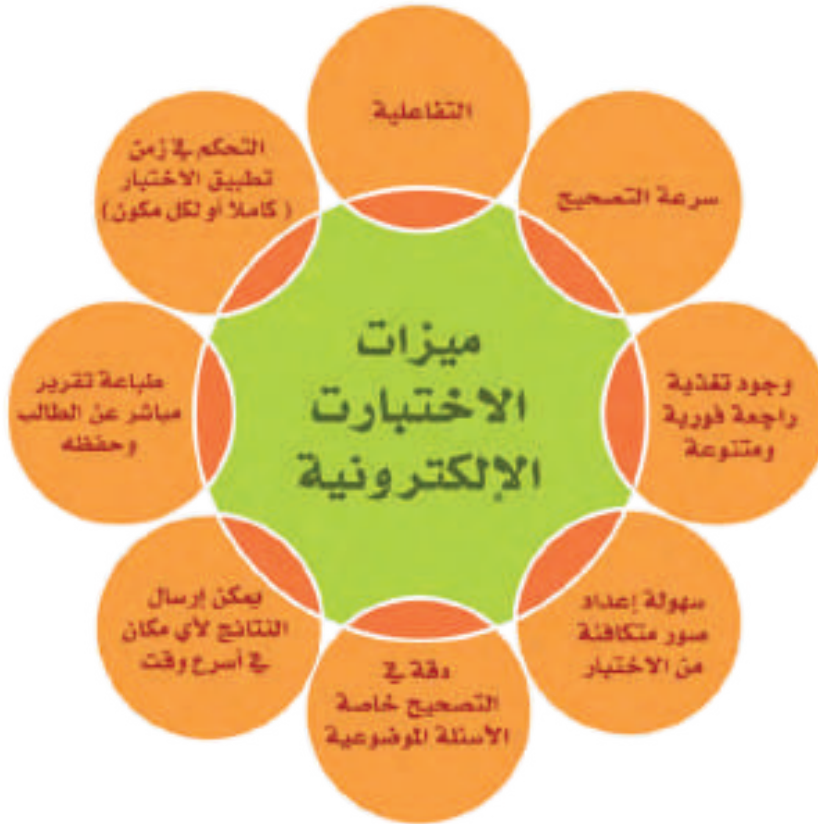 ميزات
الاختبارت
الإلكترونية
التفاعلية
سرعة التصحيح
وجود تغذية
راجعة فورية
ومتنوعة
سهولة إعداد
صور متكافئة
من الاختبار
دقة في
التصحيح خاصة
الأسئلة الموضوعية
يمكن إرسال
النتائج لأي مكان
في أسرع وقت
طباعة تقرير
مباشر عن الطالب
وحفظه
التحكم في زمن
تطبيق الاختبار
(كاملا أو لكل مكون)